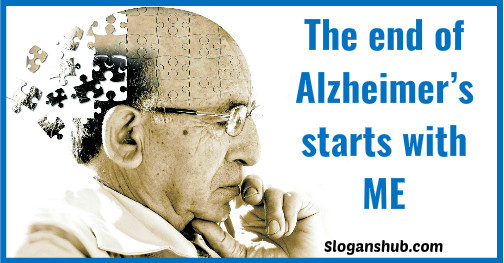 The end of
Alzheimer’s
starts with
ME
Sloganshub.com